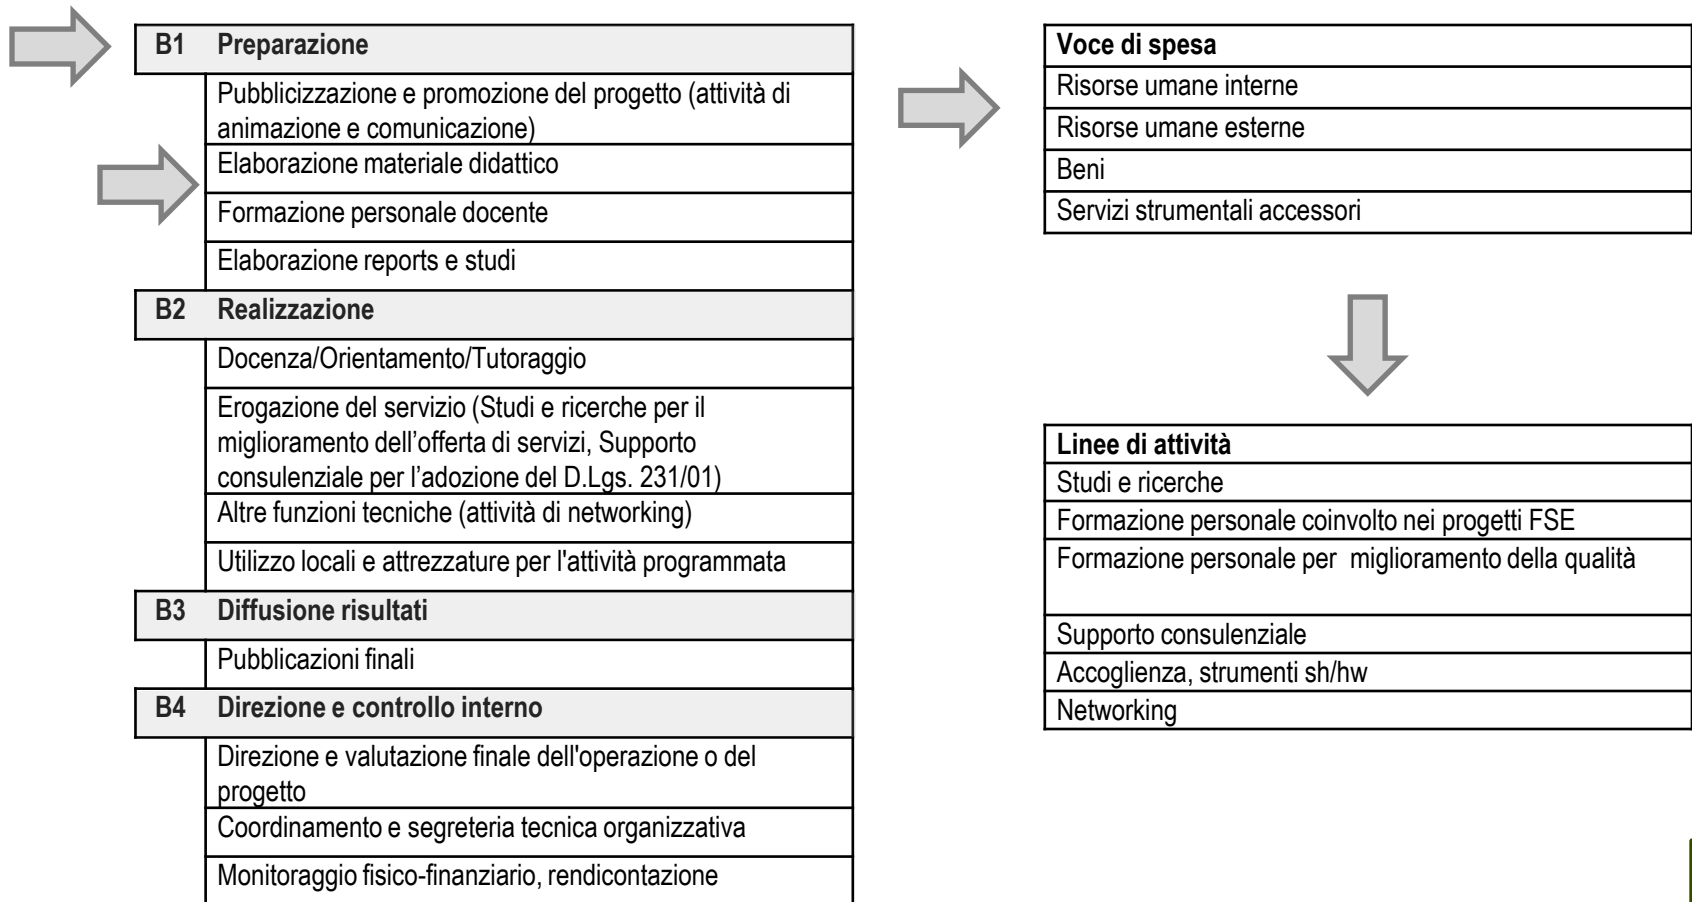 B1 Preparazione
Pubblicizzazione e promozione del progetto (attività di
animazione e comunicazione)
Elaborazione materiale didattico
Formazione personale docente
Elaborazione reports e studi
B2 Realizzazione
Docenza/Orientamento/Tutoraggio
Erogazione del servizio (Studi e ricerche per il
miglioramento dell’offerta di servizi, Supporto
consulenziale per l’adozione del D.Lgs. 231/01)
Altre funzioni tecniche (attività di networking)
Utilizzo locali e attrezzature per l'attività programmata
B3 Diffusione risultati
Pubblicazioni finali
B4 Direzione e controllo interno
Direzione e valutazione finale dell'operazione o del
progetto
Coordinamento e segreteria tecnica organizzativa
Monitoraggio fisico-finanziario, rendicontazione
Voce di spesa
Risorse umane interne
Risorse umane esterne
Beni
Servizi strumentali accessori
Linee di attività
Studi e ricerche
Formazione personale coinvolto nei progetti FSE
Formazione personale per miglioramento della qualità
Supporto consulenziale
Accoglienza, strumenti sh/hw
Networking